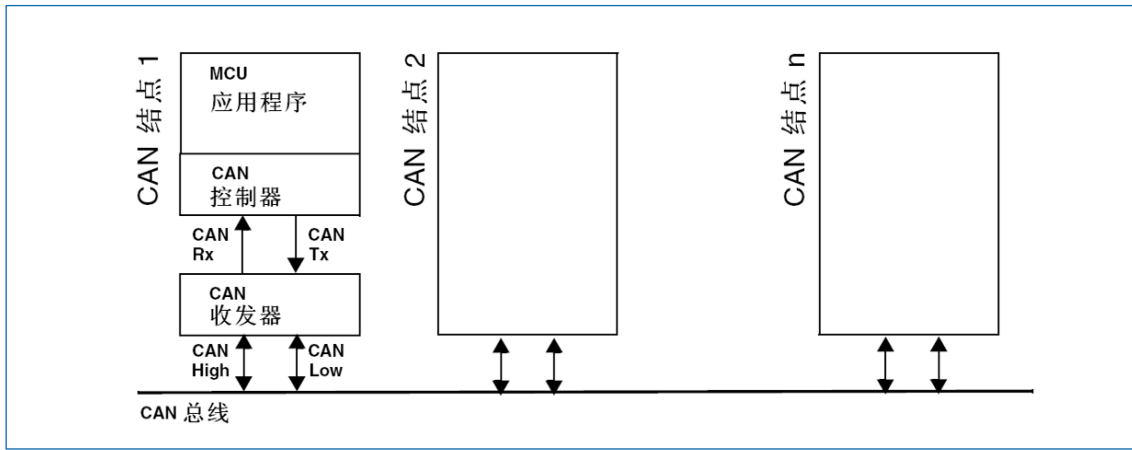 CAN 结点 1
MCU
应用程序
CAN
控制器
CAN
Rx
CAN
Tx
CAN
收发器
CAN
High
CAN
Low
CAN 结点 2
CAN 结点 n
CAN 总线